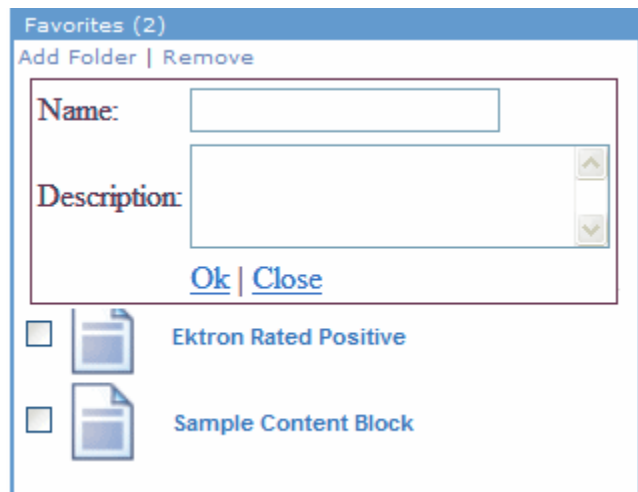 Favorites (2)
Add Folder | Remove
Name:
Description:
Ok | Close
Ektron Rated Positive
Sample Content Block